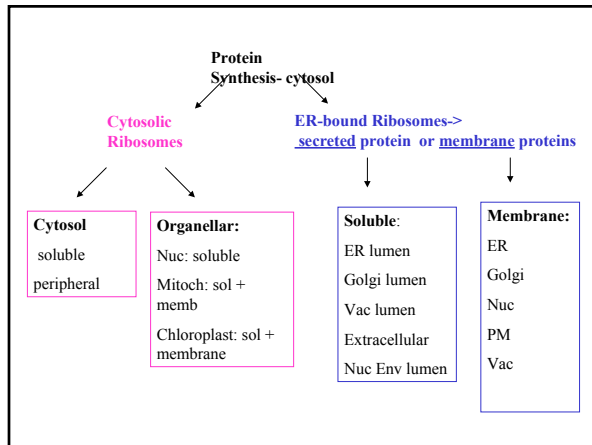 Protein
Synthesis- cytosol
Cytosolic
Ribosomes
ER-bound Ribosomes->
secreted protein or membrane proteins
Cytosol
soluble
peripheral
Organellar:
Nuc: soluble
Mitoch: sol +
memb
Chloroplast: sol +
membrane
Soluble:
ER lumen
Golgi lumen
Vac lumen
Extracellular
Nuc Env lumen
Membrane:
ER
Golgi
Nuc
PM
Vac